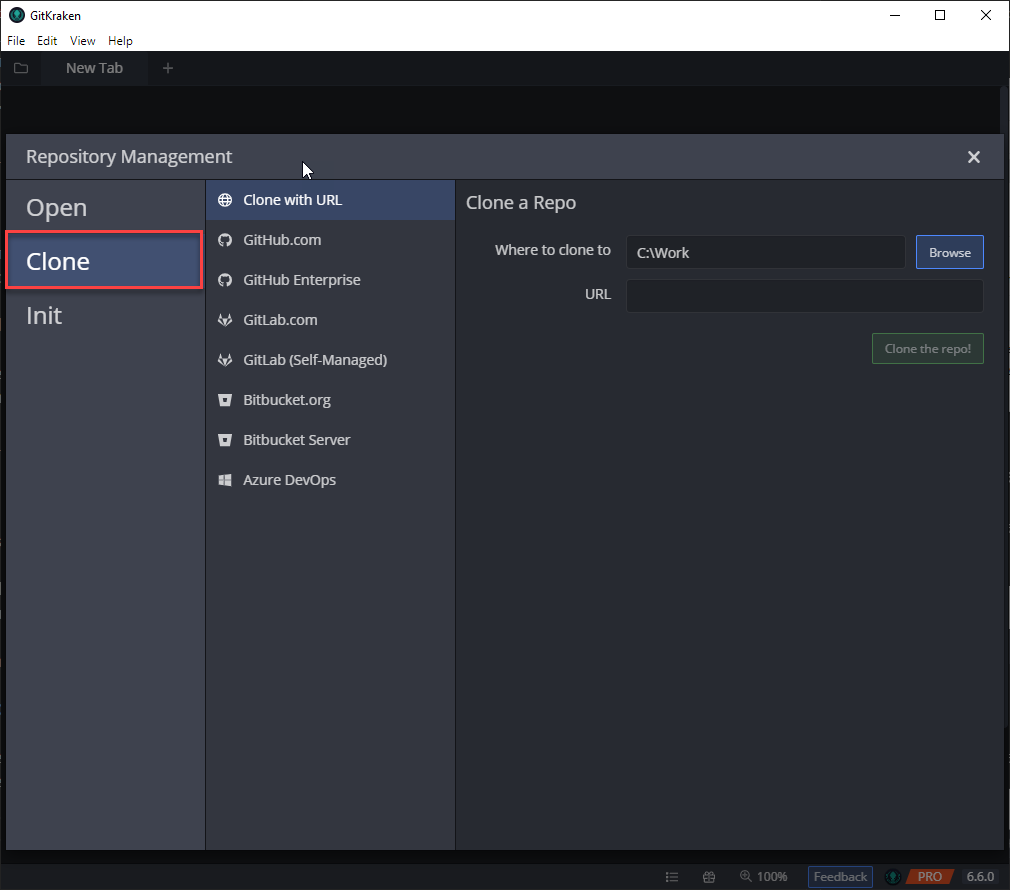 GitKraken
File Edit View Help
New Tab
Repository Management
Open
Clone
Init
Clone with URL
GitHub.com
GitHub Enterprise
GitLab.com
GitLab (Self-Managed)
Bitbucket.org
Bitbucket Server
Azure DevOps
Clone a Repo
Where to clone to C:\Work Browse
URL
Clone the repo!
100% Feedback PRO 6.6.0